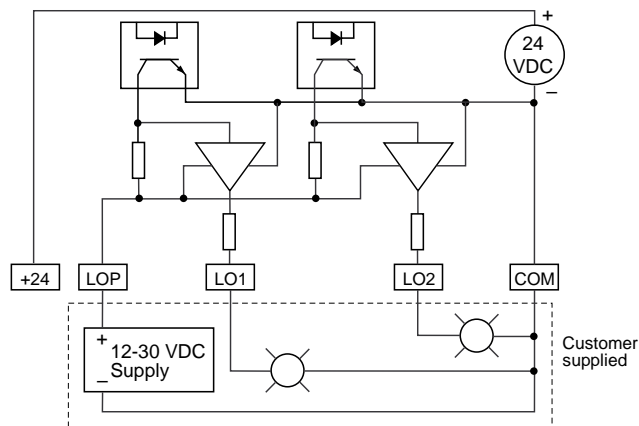 +
24
VDC
–
+24
LOP
LO1
LO2
COM
+
12-30 VDC
–
Supply
Customer
supplied